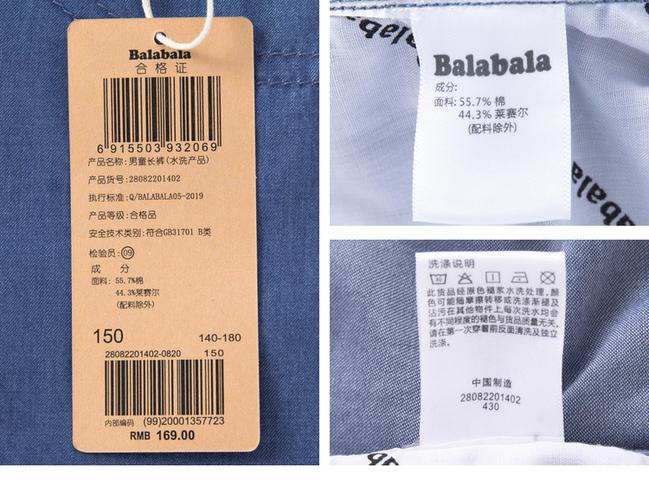 Balabala
合格证
6 915503 932069
产品名称: 男童长裤(水洗产品)
产品货号: 28082201402
执行标准: Q/BALABALA05-2019
产品等级: 合格品
安全技术类别: 符合GB31701 B类
检验员: 09
成 分
面料: 55.7%棉
44.3%莱赛尔
(配料除外)
150 140-180
28082201402-0820 150
内部编码 (99)20001357723
RMB 169.00
Balabala
成分:
面料: 55.7% 棉
44.3% 莱赛尔
(配料除外)
Balabala
洗涤说明
此货品经原色褪浆水洗处理, 颜
色可能随摩擦转移或洗涤渐褪及
沾污在其他物件上, 每次洗水均会
有不同程度的褪色与货品质量无关,
请在第一次穿着前反面清洗及独立
洗涤.
中国制造
28082201402
430